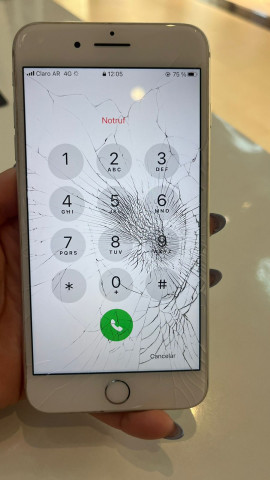 Claro AR 4G 12:05 75 %
Notruf
1 2 3
ABC DEF
4 5 6
GHI JKL MNO
7 8 9
PQRS TUV WXYZ
* 0 #
+
Cancelar